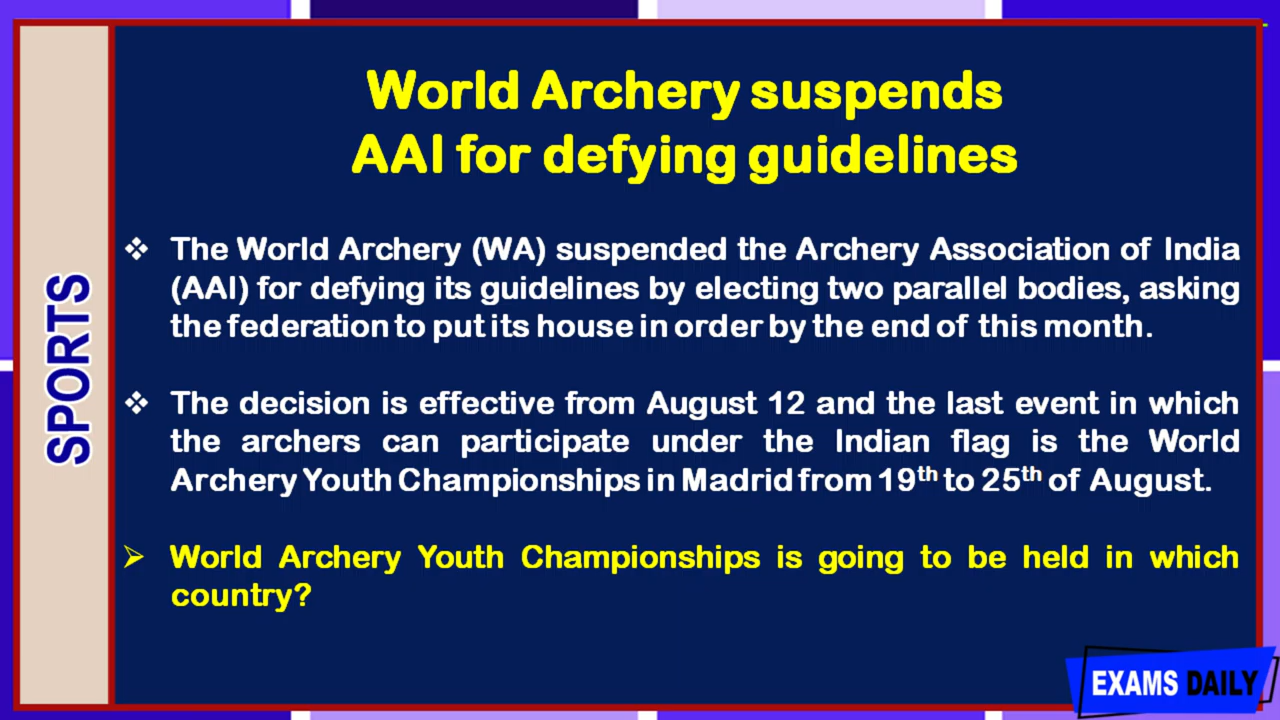 World Archery suspends
AAI for defying guidelines
SPORTS
❖ The World Archery (WA) suspended the Archery Association of India
(AAI) for defying its guidelines by electing two parallel bodies, asking
the federation to put its house in order by the end of this month.
❖ The decision is effective from August 12 and the last event in which
the archers can participate under the Indian flag is the World
Archery Youth Championships in Madrid from 19th to 25th of August.
➢ World Archery Youth Championships is going to be held in which
country?
EXAMS DAILY